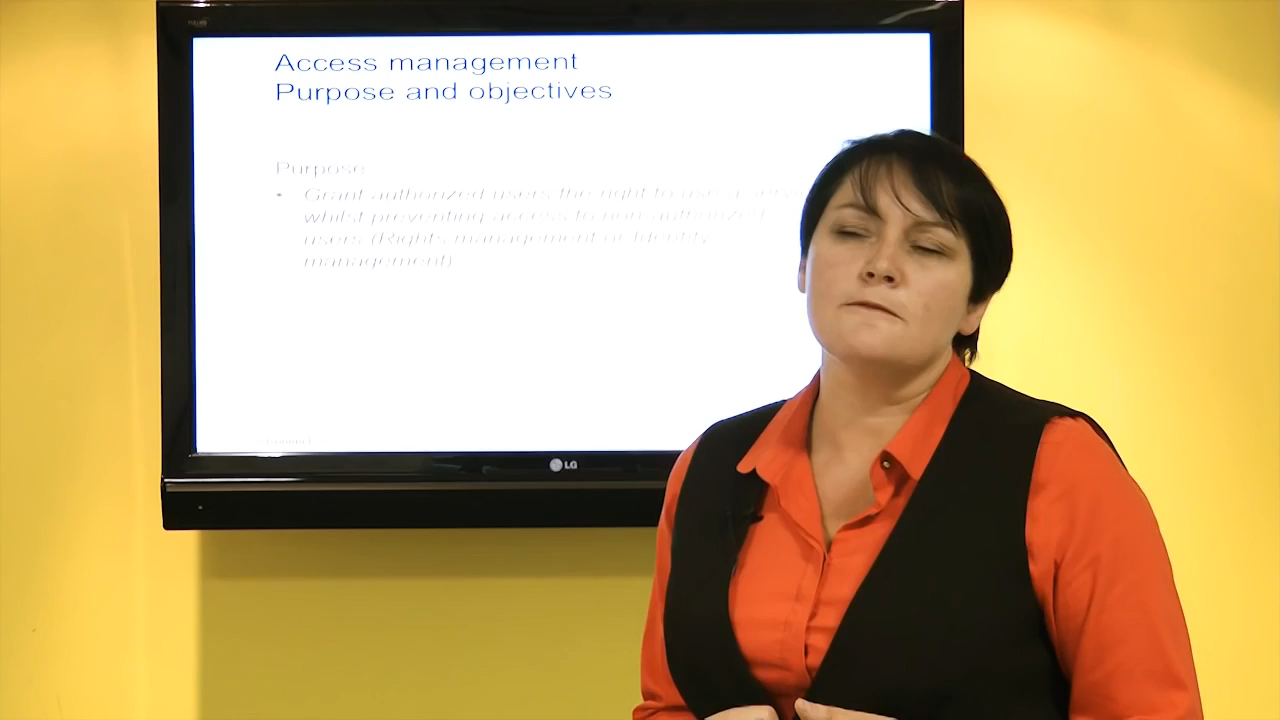 Access management
Purpose and objectives
Purpose
• Grant authorized users the right to use a
whilst preventing access to non-authorized
users (Rights management or Identity
management)
LG